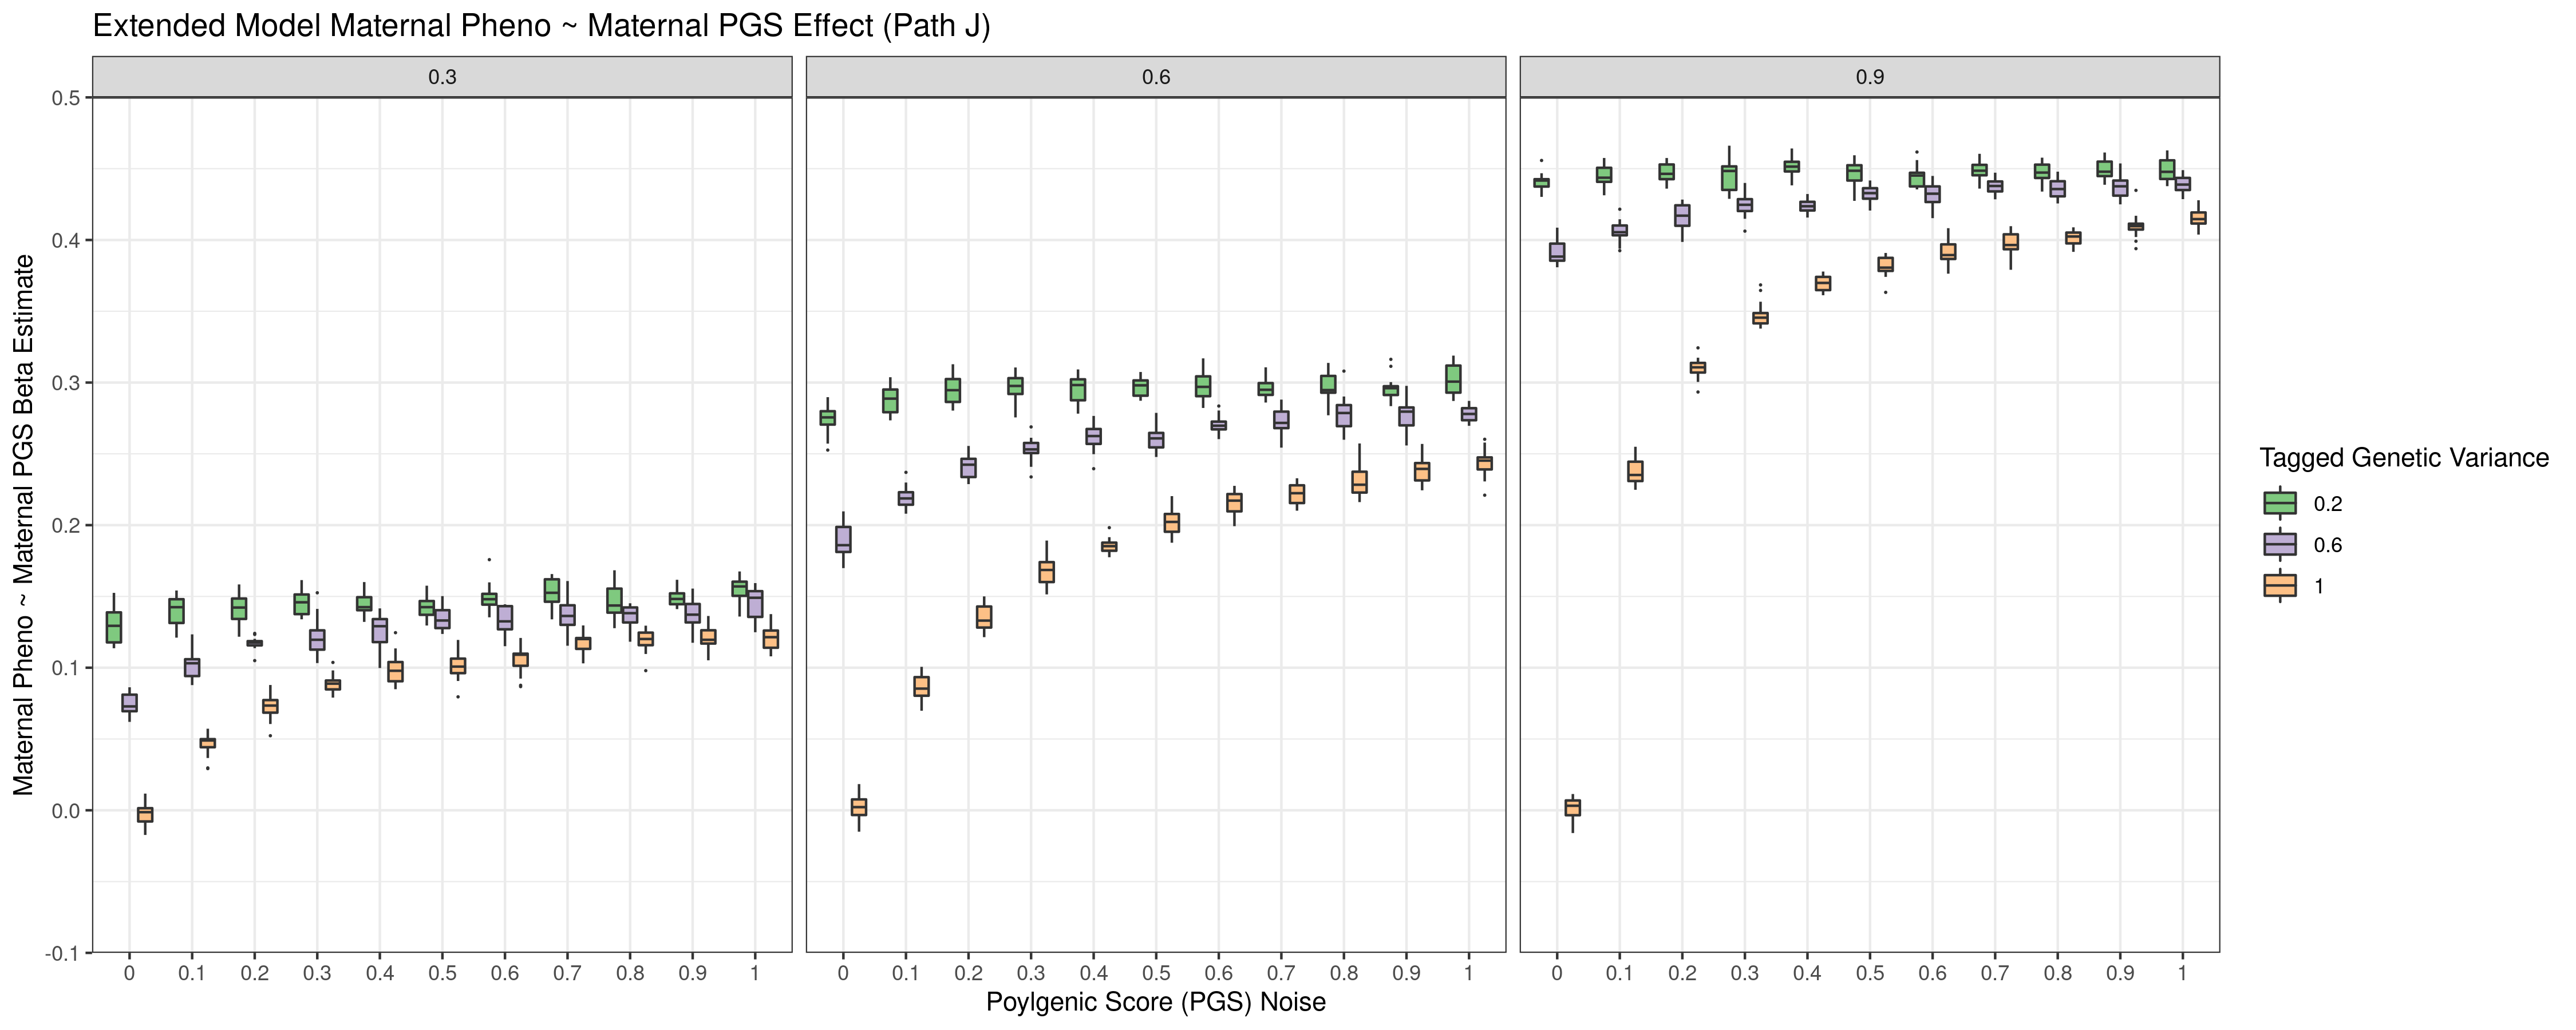 Extended Model Maternal Pheno ~ Maternal PGS Effect (Path J)
0.3
0.6
0.9
Maternal Pheno ~ Maternal PGS Beta Estimate
0.5
0.4
0.3
0.2
0.1
0.0
-0.1
0 0.1 0.2 0.3 0.4 0.5 0.6 0.7 0.8 0.9 1
0 0.1 0.2 0.3 0.4 0.5 0.6 0.7 0.8 0.9 1
0 0.1 0.2 0.3 0.4 0.5 0.6 0.7 0.8 0.9 1
Poylgenic Score (PGS) Noise
Tagged Genetic Variance
0.2
0.6
1